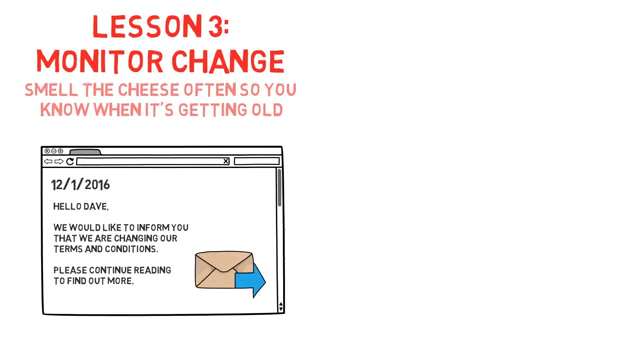 LESSON 3:
MONITOR CHANGE
SMELL THE CHEESE OFTEN SO YOU
KNOW WHEN IT'S GETTING OLD
12/1/2016
HELLO DAVE,
WE WOULD LIKE TO INFORM YOU
THAT WE ARE CHANGING OUR
TERMS AND CONDITIONS.
PLEASE CONTINUE READING
TO FIND OUT MORE.